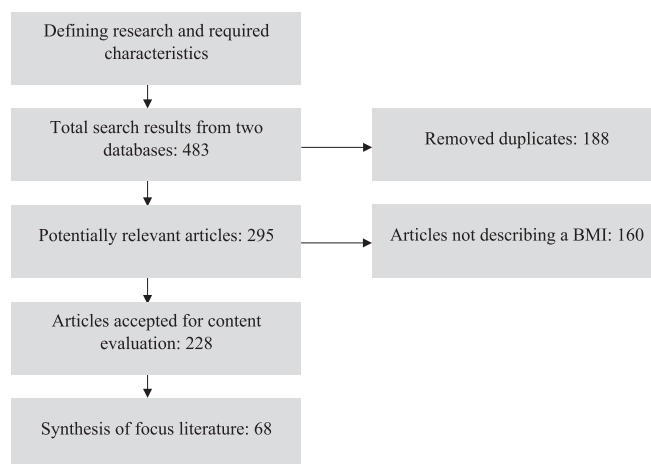 Defining research and required
characteristics
Total search results from two
databases: 483
Removed duplicates: 188
Potentially relevant articles: 295
Articles not describing a BMI: 160
Articles accepted for content
evaluation: 228
Synthesis of focus literature: 68